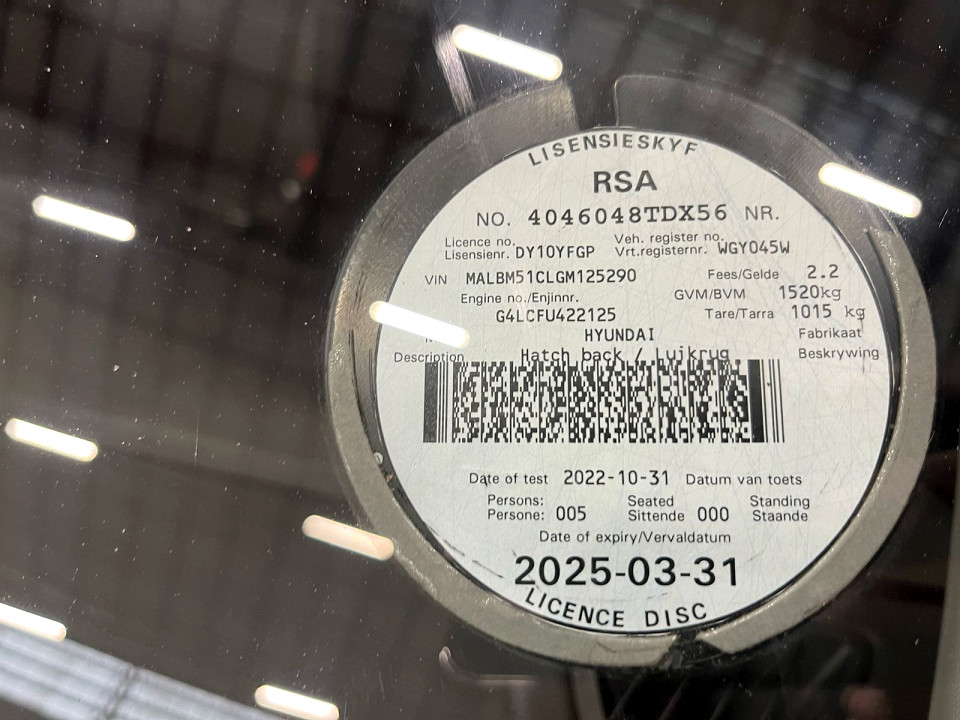 LISENSIESKYF
RSA
NO. 4046048TDX56 NR.
Licence no. Veh. register no.
Lisensienr. DY10YFGP Vrt.registernr. WGY045W
VIN MALBM51CLGM125290 Fees/Gelde 2.2
Engine no./Enjinnr. GVM/BVM 1520kg
G4LCFU422125 Tare/Tarra 1015 kg
HYUNDAI Fabrikaat
Description Hatch back / Luikrug Beskrywing
Date of test 2022-10-31 Datum van toets
Persons: Seated Standing
Persone: 005 Sittende 000 Staande
Date of expiry/Vervaldatum
2025-03-31
LICENCE DISC